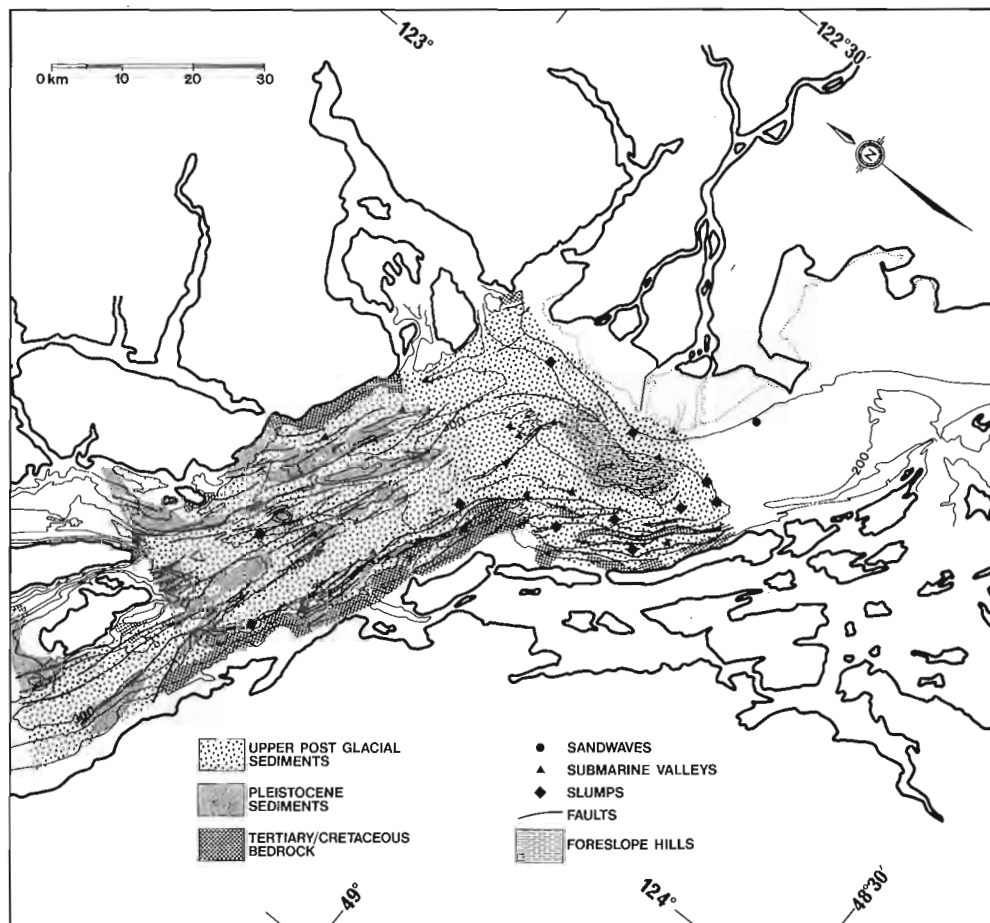 123°
122°30'
0 km 10 20 30
N
200
100
300
UPPER POST GLACIAL
SEDIMENTS
PLEISTOCENE
SEDIMENTS
TERTIARY/CRETACEOUS
BEDROCK
SANDWAVES
SUBMARINE VALLEYS
SLUMPS
FAULTS
FORESLOPE HILLS
49°
124°
48°30'